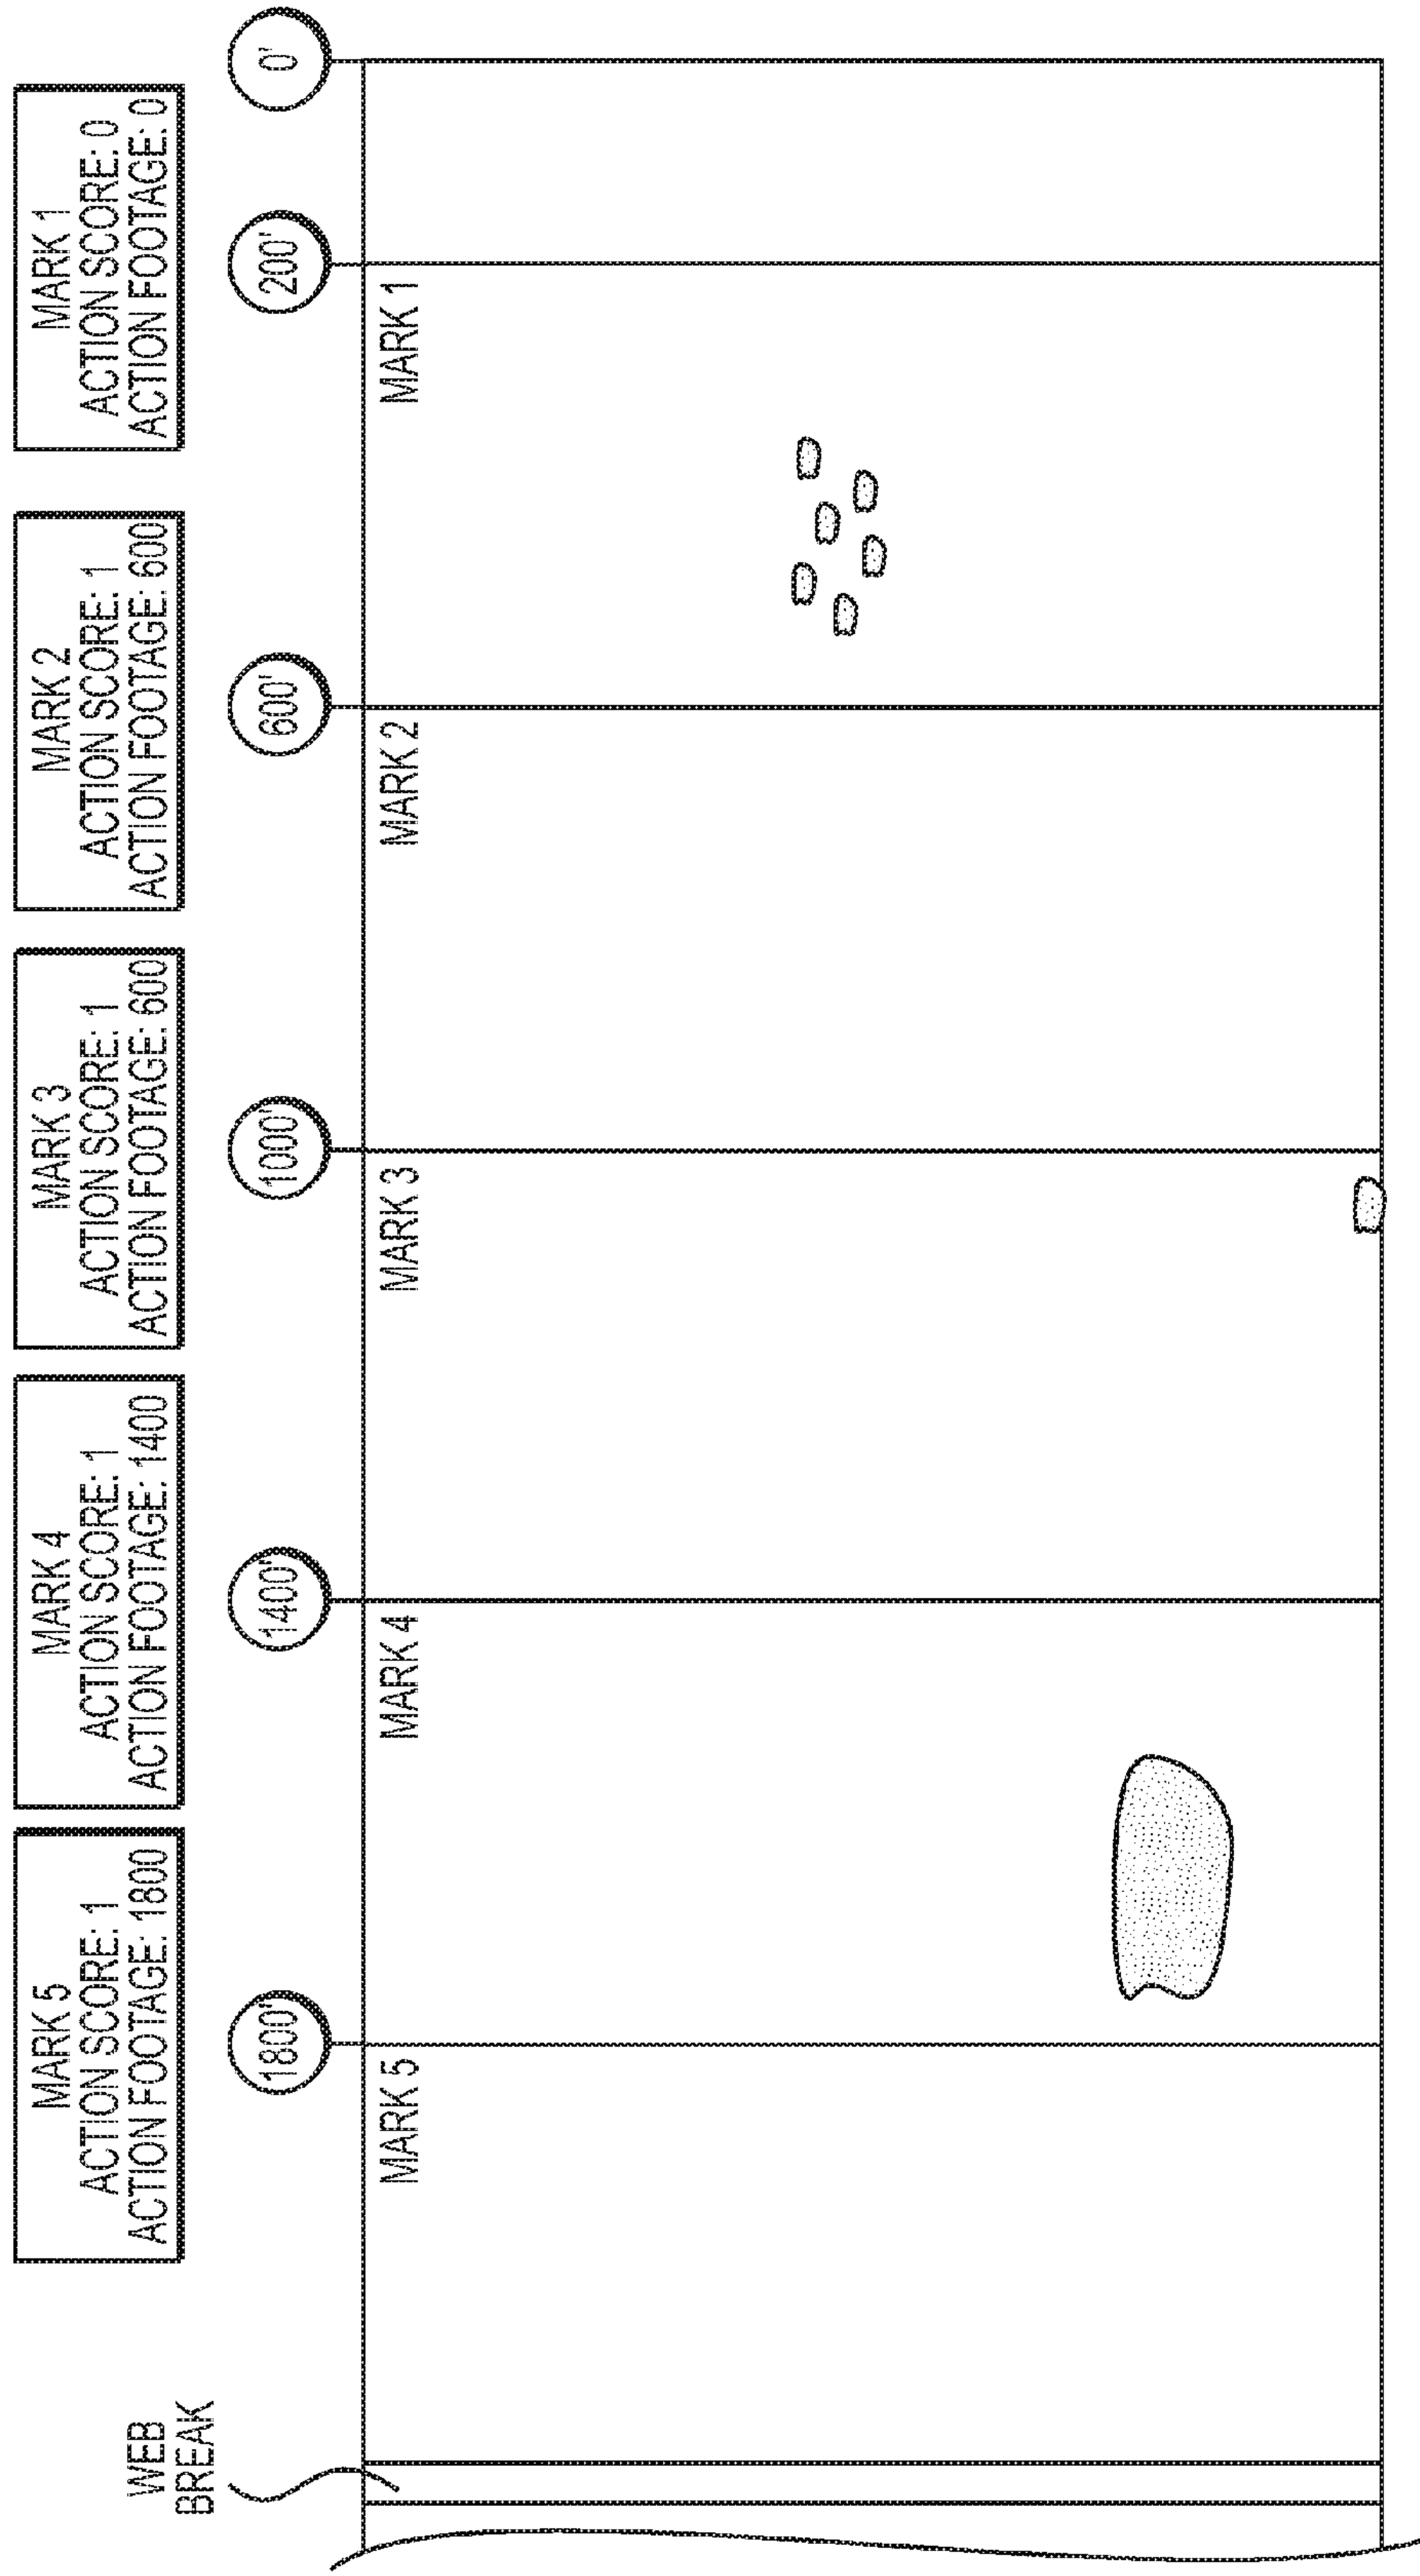 MARK 5
ACTION SCORE: 1
ACTION FOOTAGE: 1800
MARK 4
ACTION SCORE: 1
ACTION FOOTAGE: 1400
MARK 3
ACTION SCORE: 1
ACTION FOOTAGE: 600
MARK 2
ACTION SCORE: 1
ACTION FOOTAGE: 600
MARK 1
ACTION SCORE: 0
ACTION FOOTAGE: 0
WEB
BREAK
1800'
1400'
1000'
600'
200'
0'
MARK 5
MARK 4
MARK 3
MARK 2
MARK 1